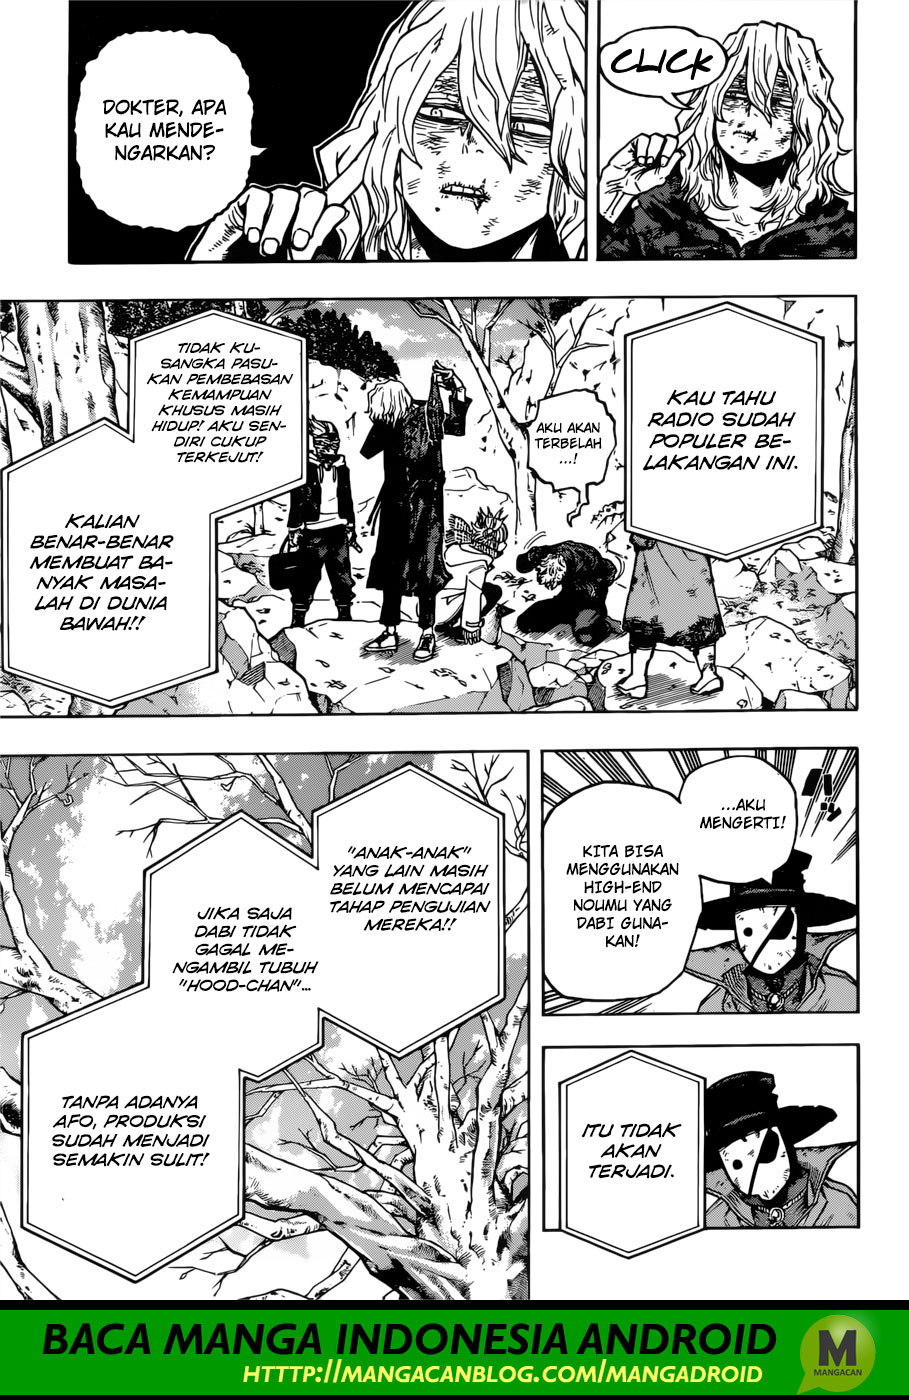 CLICK
DOKTER, APA
KAU MENDE-
NGARKAN?
KAU TAHU
RADIO SUDAH
POPULER BE-
LAKANGAN INI.
AKU AKAN
TERBELAH
...!
TIDAK KU-
SANGKA PASU-
KAN PEMBEBASAN
KEMAMPUAN
KHUSUS MASIH
HIDUP! AKU SEN-
DIRI CUKUP
TERKEJUT!
KALIAN
BENAR-BENAR
MEMBUAT BA-
NYAK MASA-
LAH DI DUNIA
BAWAH!!
...AKU
MENGERTI!
KITA BISA
MENGGUNAKAN
HIGH-END
NOUMU YANG
DABI GUNA-
KAN!
ITU TIDAK
AKAN
TERJADI.
"ANAK-ANAK"
YANG LAIN MASIH
BELUM MENCAPAI
TAHAP PENGUJIAN
MEREKA!!
JIKA SAJA
DABI TIDAK
GAGAL ME-
NGAMBIL TUBUH
"HOOD-CHAN"...
TANPA ADANYA
AFO, PRODUKSI
SUDAH MENJADI
SEMAKIN SULIT!
BACA MANGA INDONESIA ANDROID
HTTTP://MANGACANBLOG.COM/MANGADROID
M
MANGACAN